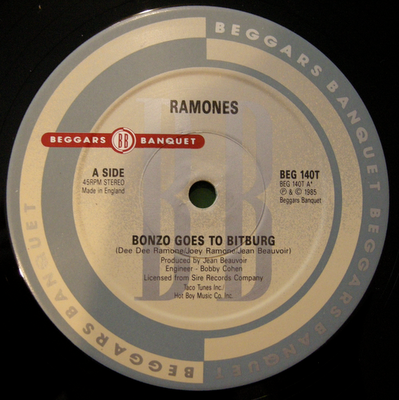 BEGGARS BANQUET BEGGARS BANQUET BEGGARS BANQUET
RAMONES
BEGGARS BB BANQUET
A SIDE
45RPM STEREO
Made in England
BEG 140T
BEG 140T A*
℗ & © 1985
Beggars Banquet
BONZO GOES TO BITBURG
(Dee Dee Ramone/Joey Ramone/Jean Beauvoir)
Produced by Jean Beauvoir
Engineer - Bobby Cohen
Licensed from Sire Records Company
Taco Tunes Inc.
Hot Boy Music Co. Inc.
BB